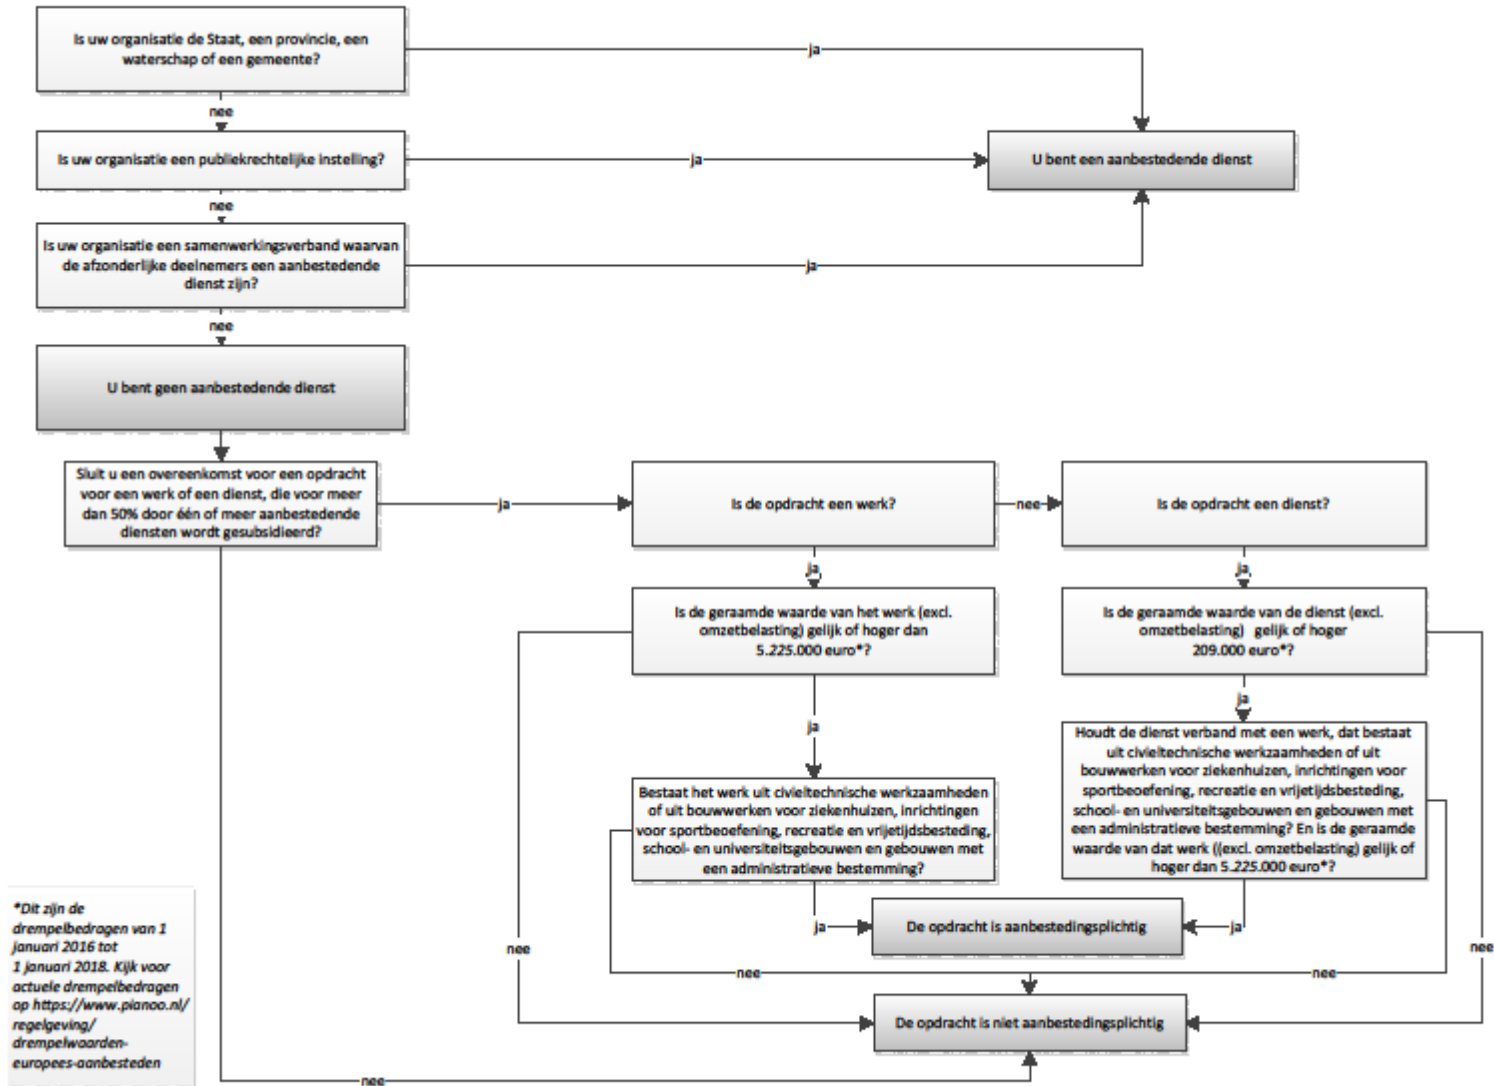 Is uw organisatie de Staat, een provincie, een
waterschap of een gemeente?
ja
nee
Is uw organisatie een publiekrechtelijke instelling?
ja
U bent een aanbestedende dienst
nee
Is uw organisatie een samenwerkingsverband waarvan
de afzonderlijke deelnemers een aanbestedende
dienst zijn?
ja
nee
U bent geen aanbestedende dienst
Sluit u een overeenkomst voor een opdracht
voor een werk of een dienst, die voor meer
dan 50% door één of meer aanbestedende
diensten wordt gesubsidieerd?
ja
Is de opdracht een werk?
nee
Is de opdracht een dienst?
ja
ja
Is de geraamde waarde van het werk (excl.
omzetbelasting) gelijk of hoger dan
5.225.000 euro*?
Is de geraamde waarde van de dienst (excl.
omzetbelasting) gelijk of hoger
209.000 euro*?
ja
ja
Bestaat het werk uit civieltechnische werkzaamheden
of uit bouwwerken voor ziekenhuizen, inrichtingen
voor sportbeoefening, recreatie en vrijetijdsbesteding,
school- en universiteitsgebouwen en gebouwen met
een administratieve bestemming?
Houdt de dienst verband met een werk, dat bestaat
uit civieltechnische werkzaamheden of uit
bouwwerken voor ziekenhuizen, inrichtingen voor
sportbeoefening, recreatie en vrijetijdsbesteding,
school- en universiteitsgebouwen en gebouwen met
een administratieve bestemming? En is de geraamde
waarde van dat werk ((excl. omzetbelasting) gelijk of
hoger dan 5.225.000 euro*?
ja
De opdracht is aanbestedingsplichtig
ja
nee
nee
nee
nee
De opdracht is niet aanbestedingsplichtig
nee
*Dit zijn de
drempelbedragen van 1
januari 2016 tot
1 januari 2018. Kijk voor
actuele drempelbedragen
op https://www.pianoo.nl/
regelgeving/
drempelwaarden-
europees-aanbesteden